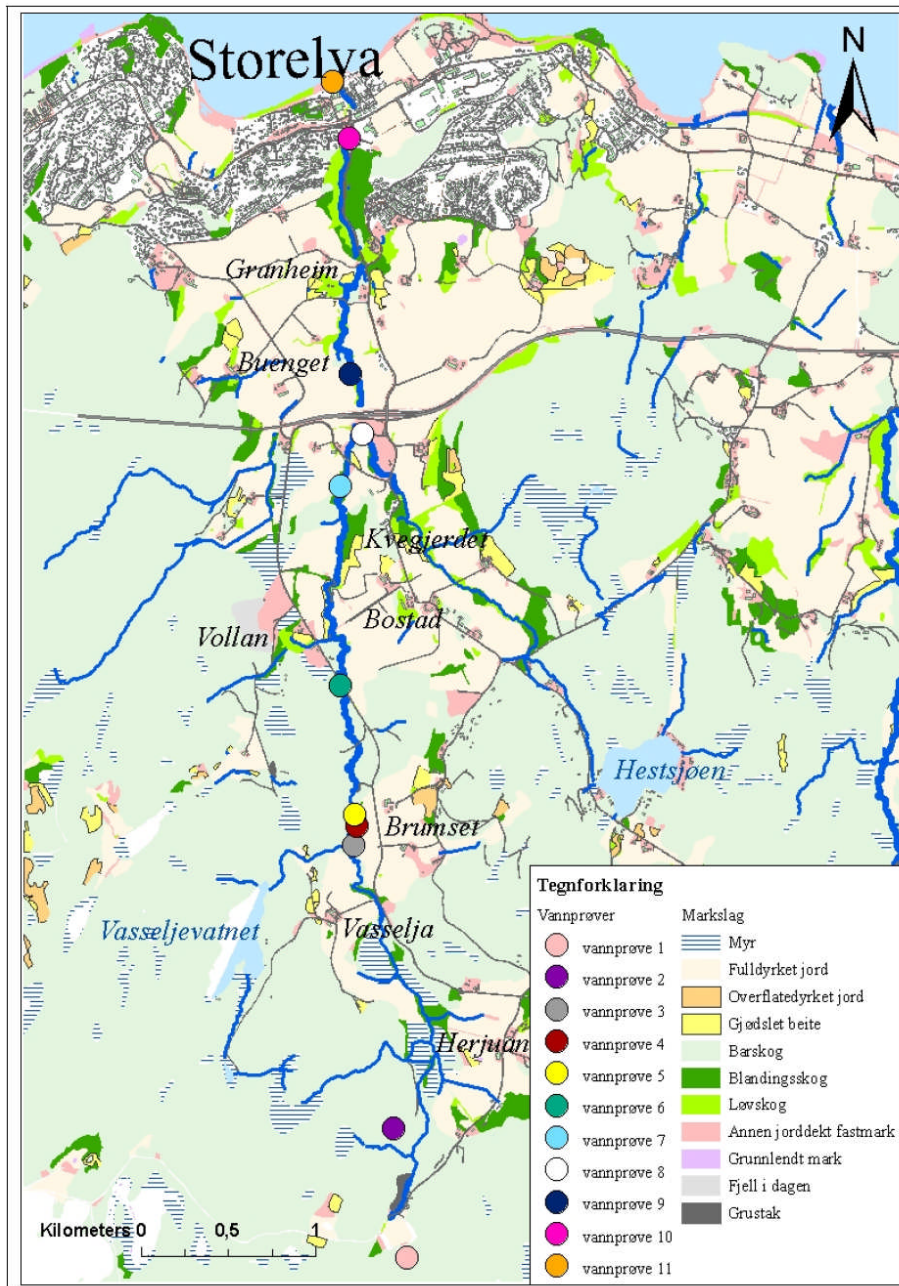 Storelva
N
Granheim
Buenget
Kvegjerdet
Bostad
Vollan
Hestsjøen
Brumset
Vasseljevatnet
Vasselja
Herjuan
Kilometers 0 0,5 1
Tegnforklaring
Vannprøver
vannprøve 1
vannprøve 2
vannprøve 3
vannprøve 4
vannprøve 5
vannprøve 6
vannprøve 7
vannprøve 8
vannprøve 9
vannprøve 10
vannprøve 11
Markslag
Myr
Fulldyrket jord
Overflatedyrket jord
Gjødslet beite
Barskog
Blandingsskog
Løvskog
Annen jorddekt fastmark
Grunnlendt mark
Fjell i dagen
Grustak